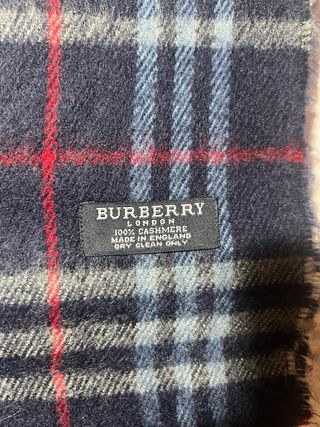 BURBERRY
LONDON
100% CASHMERE
MADE IN ENGLAND
DRY CLEAN ONLY